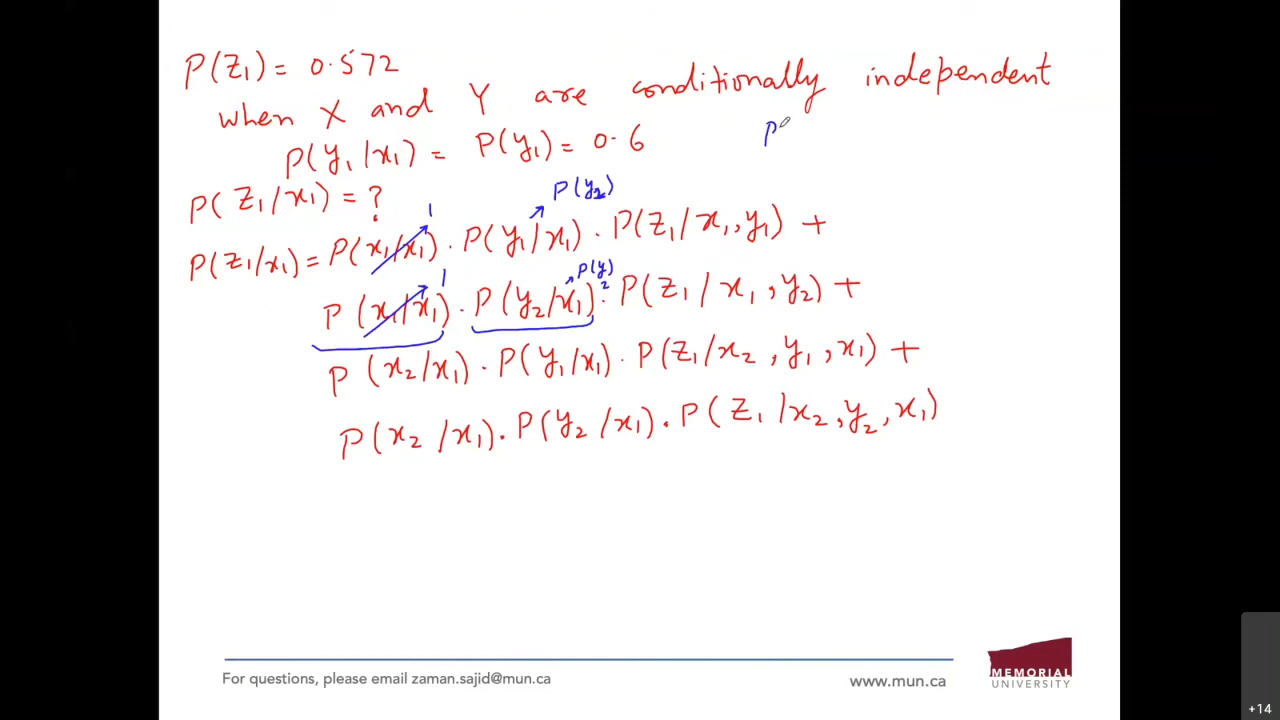 P(Z₁) = 0.572
when X and Y are conditionally independent
P(y₁/x₁) = P(y₁) = 0.6
P
P(Z₁/x₁) = ?
P(y₂)
1
P(Z₁/x₁) = P(x₁/x₁) · P(y₁/x₁) · P(Z₁/x₁, y₁) +
1
P(y)
2
P(x₁/x₁) · P(y₂/x₁) · P(Z₁/x₁, y₂) +
P(x₂/x₁) · P(y₁/x₁) · P(Z₁/x₂, y₁, x₁) +
P(x₂/x₁) · P(y₂/x₁) · P(Z₁/x₂, y₂, x₁)
For questions, please email zaman.sajid@mun.ca
www.mun.ca
MEMORIAL
UNIVERSITY
+14